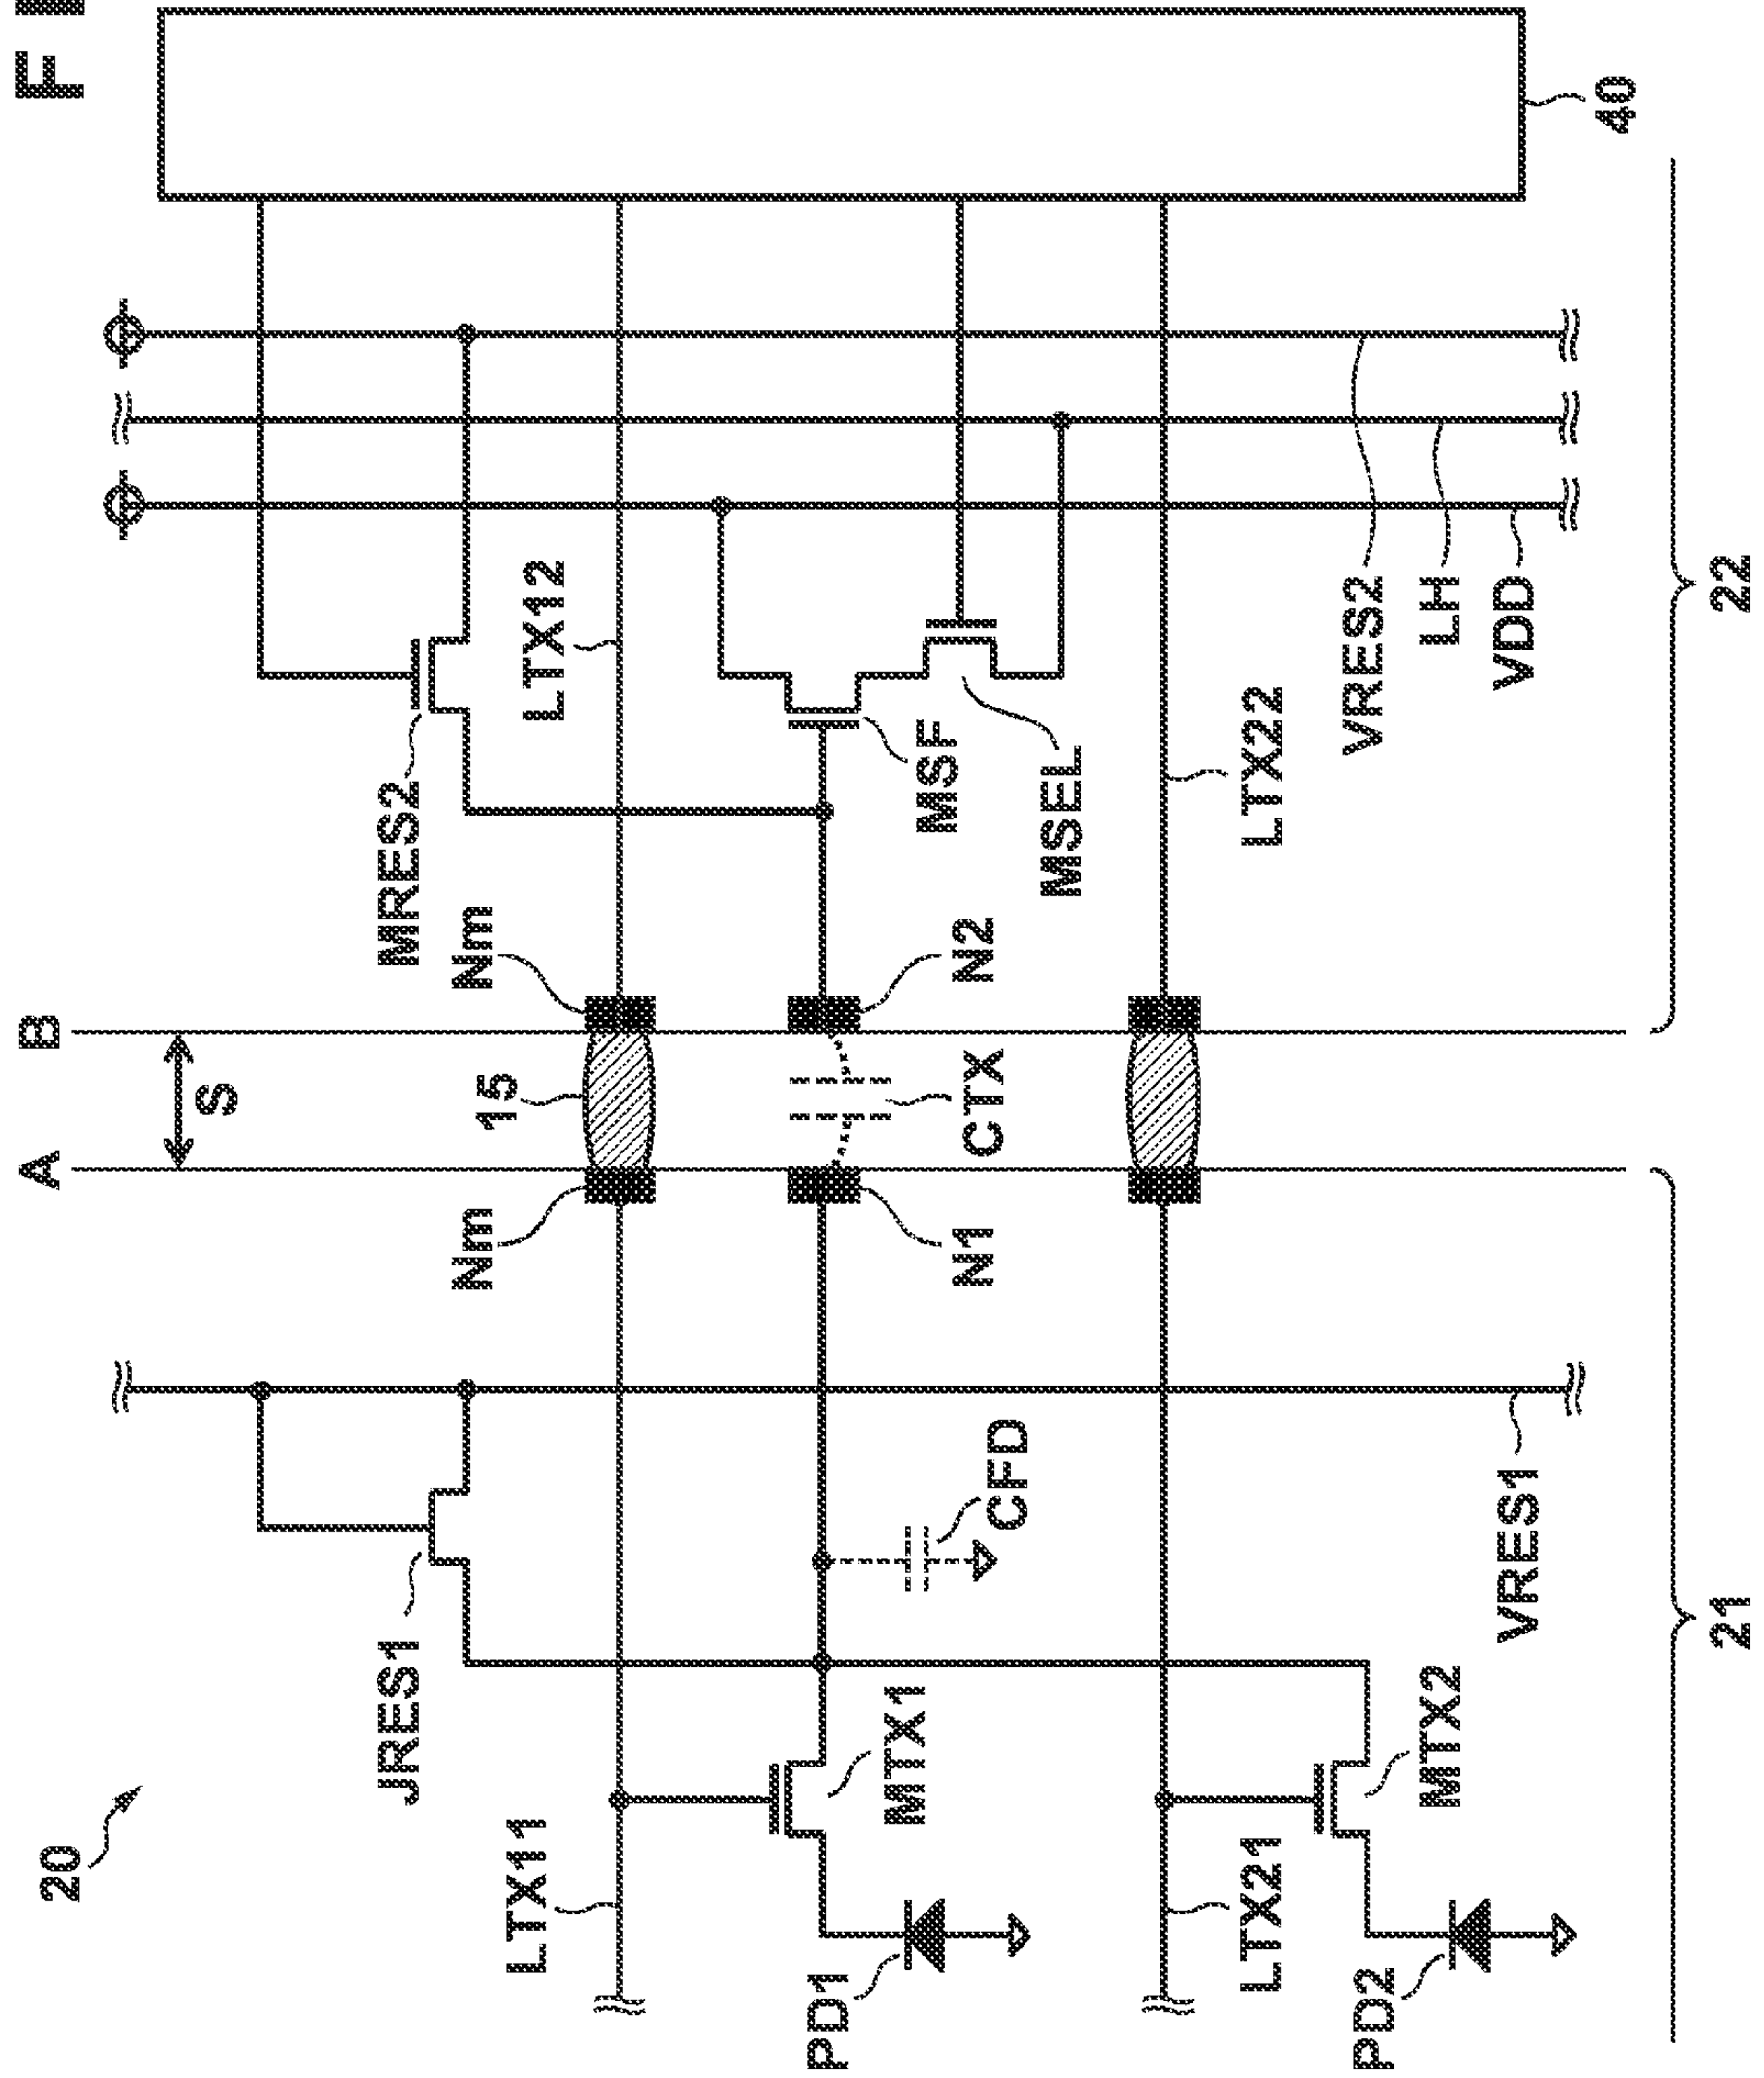 F
20
A
B
S
JRES1
MRES2
Nm
Nm
15
LTX11
LTX12
PD1
MTX1
MSF
N1
N2
CTX
CFD
MSEL
LTX21
LTX22
PD2
VRES2
MTX2
LH
VRES1
VDD
40
21
22